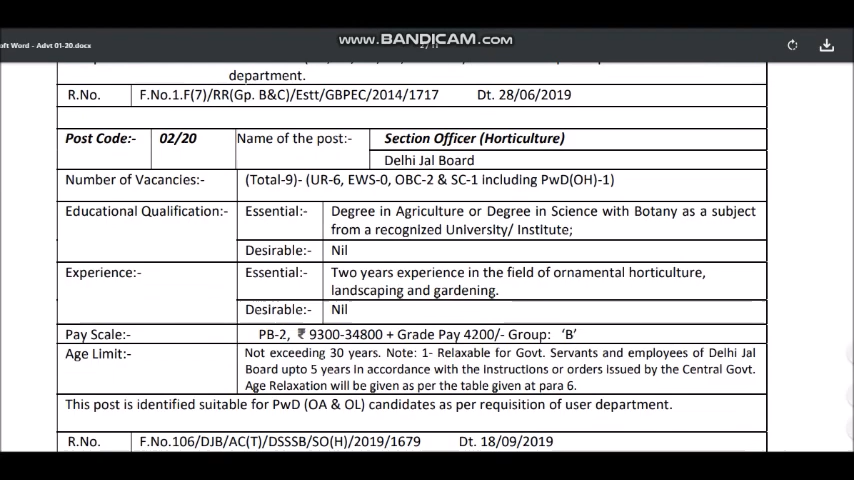 www.BANDICAM.com
oft Word - Advt 01-20.docx
department.
R.No. F.No.1.F(7)/RR(Gp. B&C)/Estt/GBPEC/2014/1717 Dt. 28/06/2019
Post Code:- 02/20 Name of the post:- Section Officer (Horticulture)
Delhi Jal Board
Number of Vacancies:- (Total-9)- (UR-6, EWS-0, OBC-2 & SC-1 including PwD(OH)-1)
Educational Qualification:- Essential:- Degree in Agriculture or Degree in Science with Botany as a subject
from a recognized University/ Institute;
Desirable:- Nil
Experience:- Essential:- Two years experience in the field of ornamental horticulture,
landscaping and gardening.
Desirable:- Nil
Pay Scale:- PB-2, ₹ 9300-34800 + Grade Pay 4200/- Group: ‘B’
Age Limit:- Not exceeding 30 years. Note: 1- Relaxable for Govt. Servants and employees of Delhi Jal
Board upto 5 years in accordance with the instructions or orders issued by the Central Govt.
Age Relaxation will be given as per the table given at para 6.
This post is identified suitable for PwD (OA & OL) candidates as per requisition of user department.
R.No. F.No.106/DJB/AC(T)/DSSSB/SO(H)/2019/1679 Dt. 18/09/2019